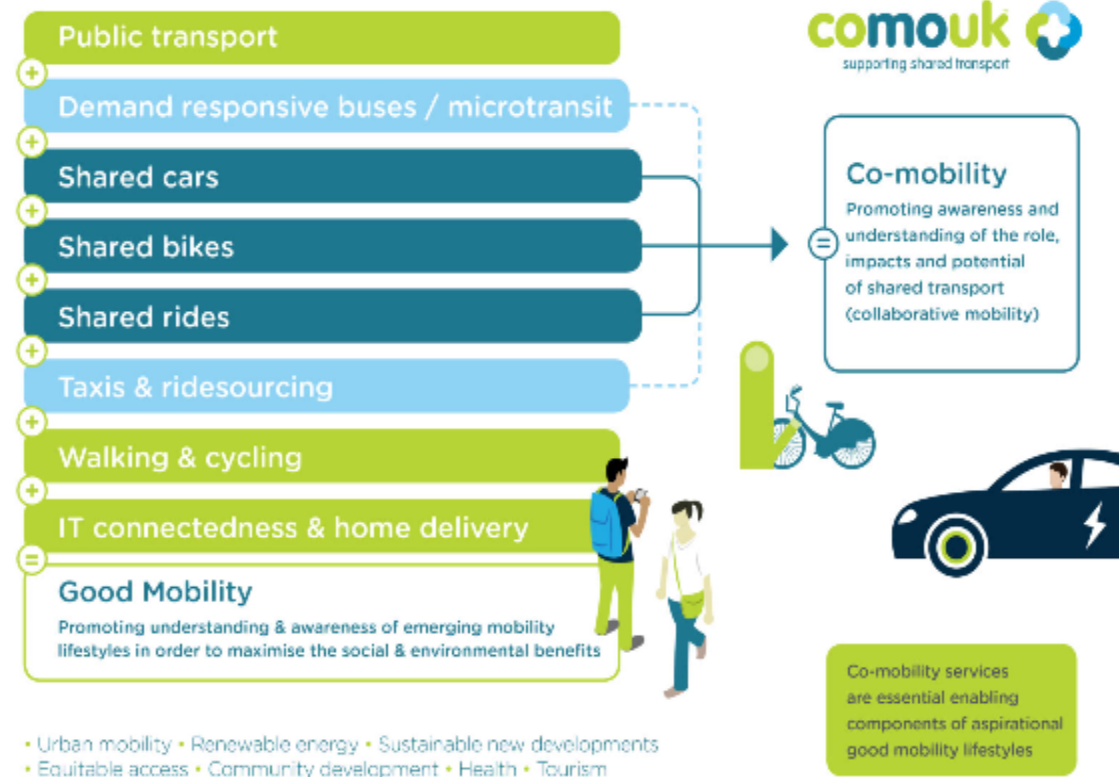 Public transport
+
Demand responsive buses / microtransit
+
Shared cars
+
Shared bikes
+
Shared rides
+
Taxis & ridesourcing
+
Walking & cycling
+
IT connectedness & home delivery
=
Good Mobility
Promoting understanding & awareness of emerging mobility
lifestyles in order to maximise the social & environmental benefits
• Urban mobility • Renewable energy • Sustainable new developments
• Equitable access • Community development • Health • Tourism
comouk
supporting shared transport
=
Co-mobility
Promoting awareness and
understanding of the role,
impacts and potential
of shared transport
(collaborative mobility)
Co-mobility services
are essential enabling
components of aspirational
good mobility lifestyles